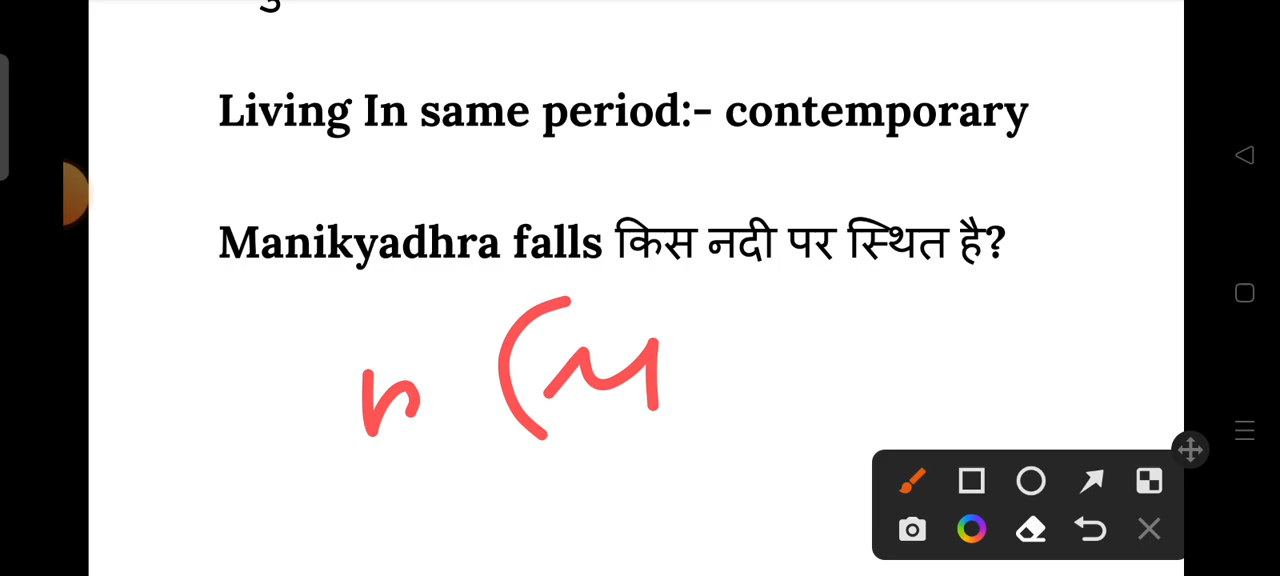 Living In same period:- contemporary
Manikyadhra falls किस नदी पर स्थित है?